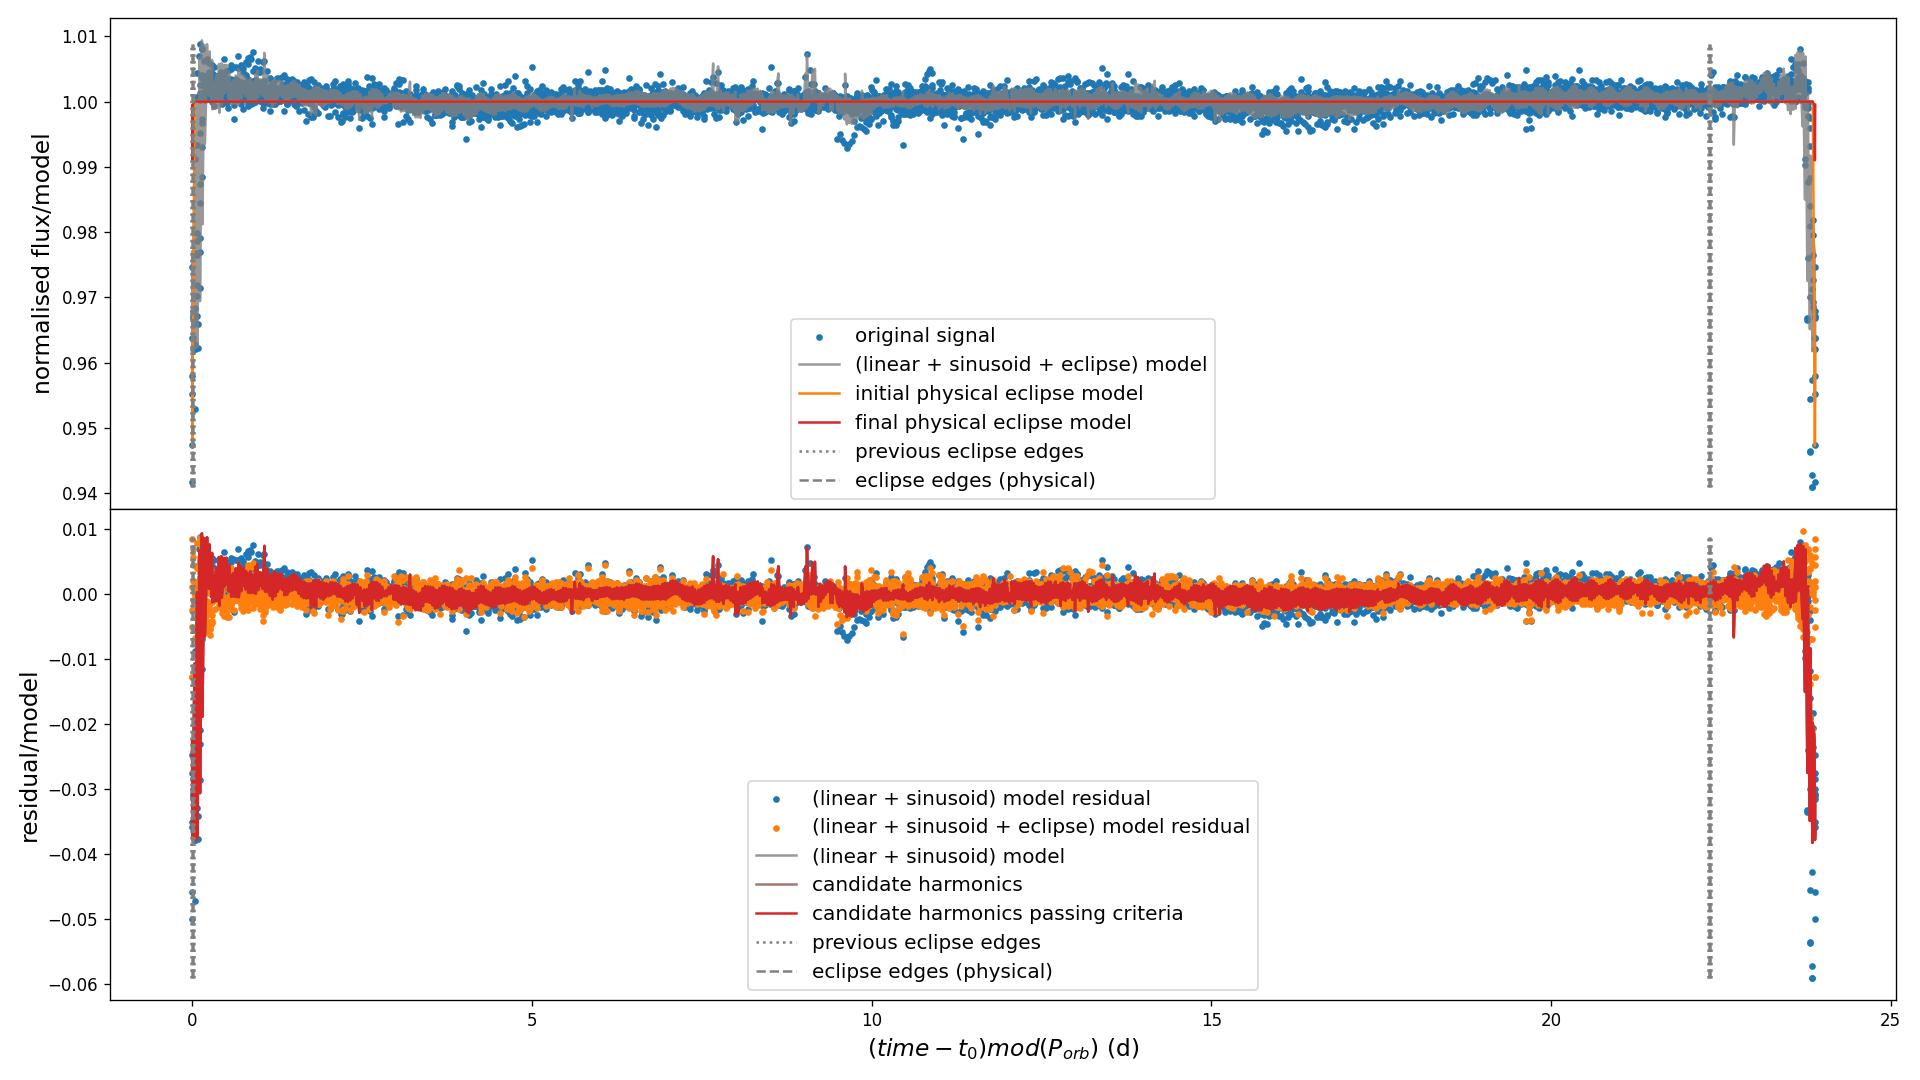 1.01
1.00
0.99
0.98
0.97
0.96
0.95
0.94
normalised flux/model
original signal
(linear + sinusoid + eclipse) model
initial physical eclipse model
final physical eclipse model
previous eclipse edges
eclipse edges (physical)
0.01
0.00
−0.01
−0.02
−0.03
−0.04
−0.05
−0.06
residual/model
(linear + sinusoid) model residual
(linear + sinusoid + eclipse) model residual
(linear + sinusoid) model
candidate harmonics
candidate harmonics passing criteria
previous eclipse edges
eclipse edges (physical)
0 5 10 15 20 25
(time − t₀)mod(P_orb) (d)